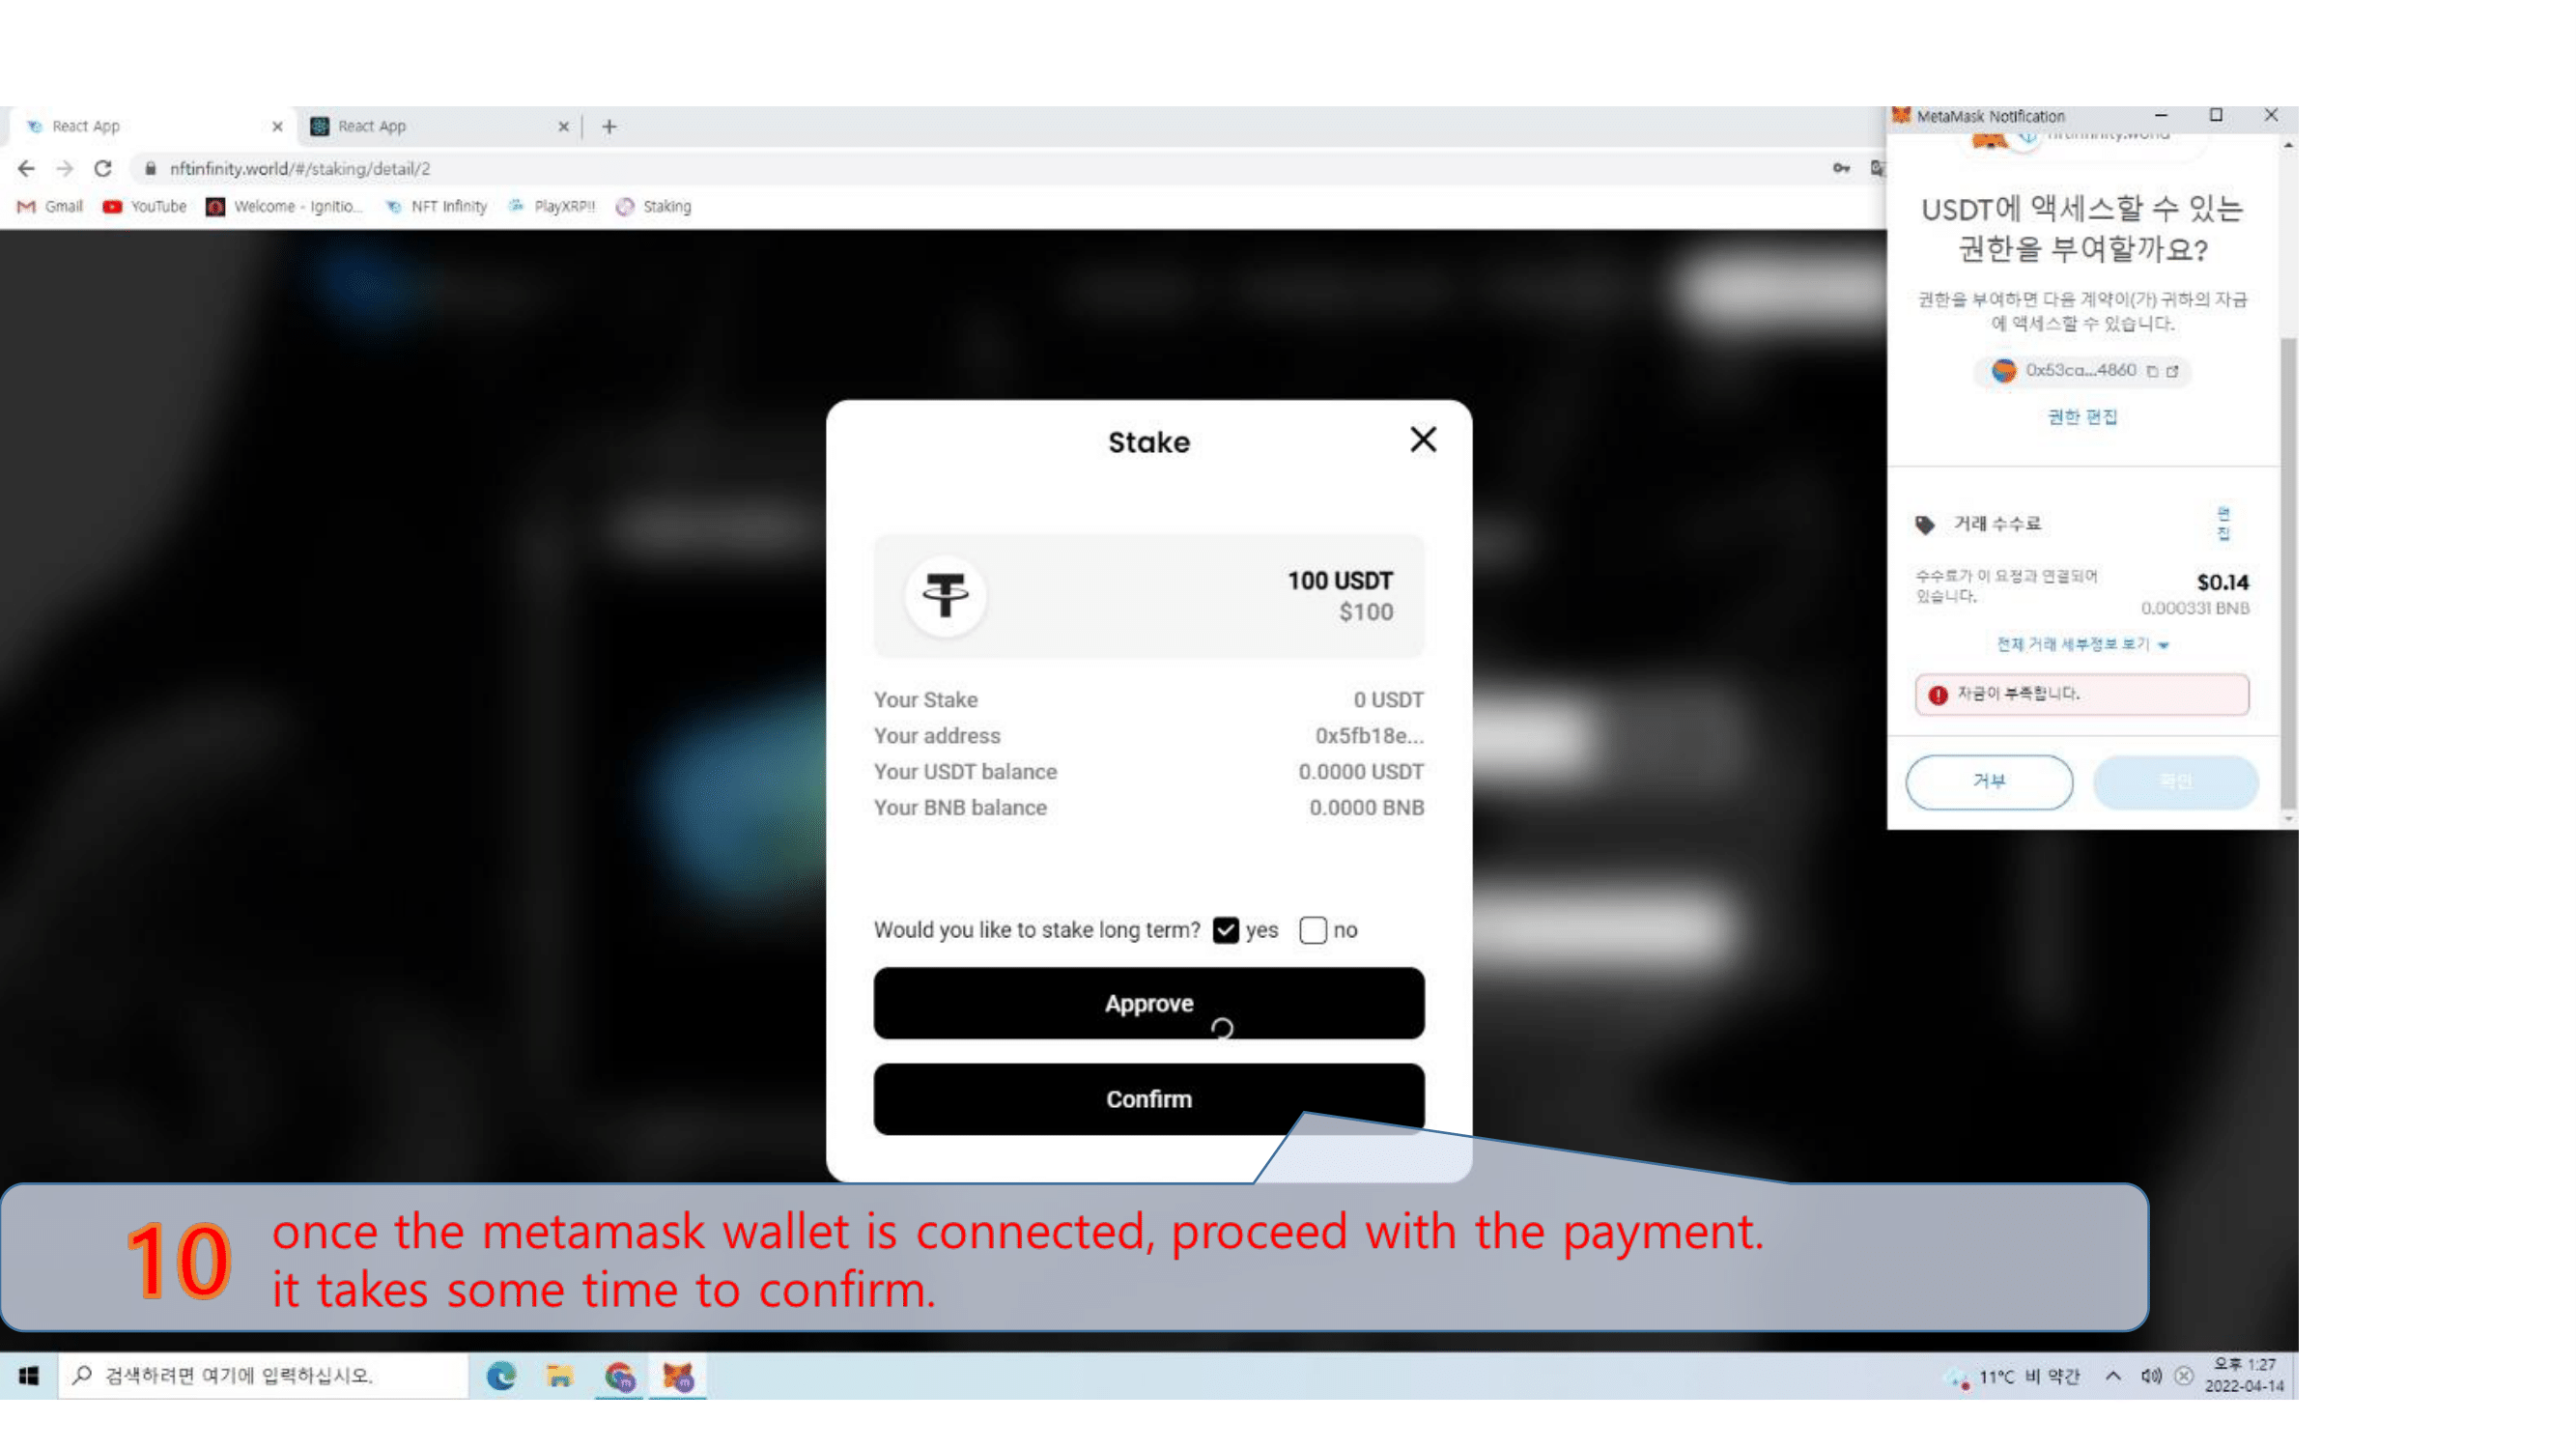 React App
React App
MetaMask Notification
nftinfinity.world/#/staking/detail/2
nftinfinity.world
Gmail
YouTube
Welcome - Ignitio...
NFT Infinity
PlayXRP!!
Staking
USDT에 액세스할 수 있는
권한을 부여할까요?
권한을 부여하면 다음 계약이(가) 귀하의 자금
에 액세스할 수 있습니다.
0x53ca...4860
권한 편집
거래 수수료
편
집
수수료가 이 요청과 연결되어
있습니다.
$0.14
0.000331 BNB
전체 거래 세부정보 보기
자금이 부족합니다.
거부
확인
Stake
100 USDT
$100
Your Stake 0 USDT
Your address 0x5fb18e...
Your USDT balance 0.0000 USDT
Your BNB balance 0.0000 BNB
Would you like to stake long term? yes no
Approve
Confirm
10
once the metamask wallet is connected, proceed with the payment.
it takes some time to confirm.
검색하려면 여기에 입력하십시오.
11°C 비 약간
오후 1:27
2022-04-14